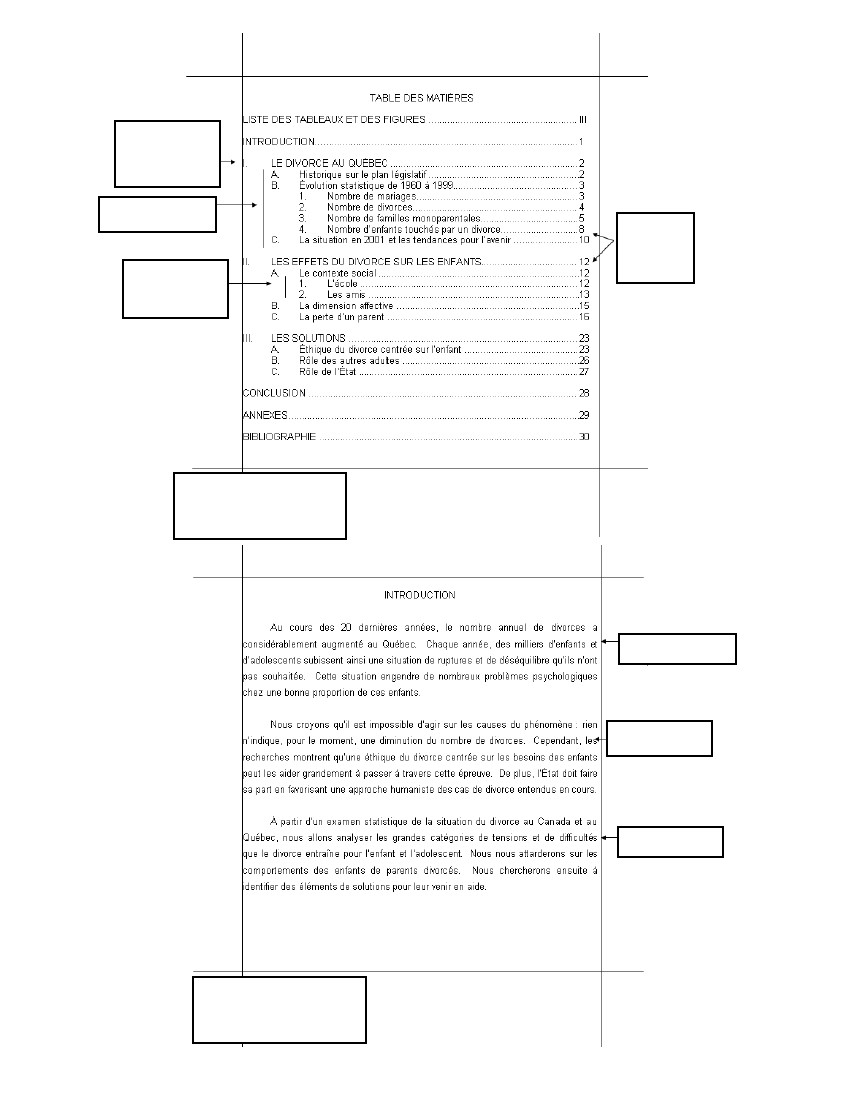 TABLE DES MATIÈRES
LISTE DES TABLEAUX ET DES FIGURES ........ III
INTRODUCTION ........ 1
I. LE DIVORCE AU QUÉBEC ........ 2
A. Historique sur le plan législatif ........ 2
B. Évolution statistique de 1960 à 1999 ........ 3
1. Nombre de mariages ........ 3
2. Nombre de divorces ........ 4
3. Nombre de familles monoparentales ........ 5
4. Nombre d'enfants touchés par un divorce ........ 8
C. La situation en 2001 et les tendances pour l'avenir ........ 10
II. LES EFFETS DU DIVORCE SUR LES ENFANTS ........ 12
A. Le contexte social ........ 12
1. L'école ........ 12
2. Les amis ........ 13
B. La dimension affective ........ 15
C. La perte d'un parent ........ 16
III. LES SOLUTIONS ........ 23
A. Éthique du divorce centrée sur l'enfant ........ 23
B. Rôle des autres adultes ........ 26
C. Rôle de l'État ........ 27
CONCLUSION ........ 28
ANNEXES ........ 29
BIBLIOGRAPHIE ........ 30
INTRODUCTION
Au cours des 20 dernières années, le nombre annuel de divorces a
considérablement augmenté au Québec. Chaque année, des milliers d'enfants et
d'adolescents subissent ainsi une situation de ruptures et de déséquilibre qu'ils n'ont
pas souhaitée. Cette situation engendre de nombreux problèmes psychologiques
chez une bonne proportion de ces enfants.
Nous croyons qu'il est impossible d'agir sur les causes du phénomène : rien
n'indique, pour le moment, une diminution du nombre de divorces. Cependant, les
recherches montrent qu'une éthique du divorce centrée sur les besoins des enfants
peut les aider grandement à passer à travers cette épreuve. De plus, l'État doit faire
sa part en favorisant une approche humaniste des cas de divorce entendus en cours.
À partir d'un examen statistique de la situation du divorce au Canada et au
Québec, nous allons analyser les grandes catégories de tensions et de difficultés
que le divorce entraîne pour l'enfant et l'adolescent. Nous nous attarderons sur les
comportements des enfants de parents divorcés. Nous chercherons ensuite à
identifier des éléments de solutions pour leur venir en aide.